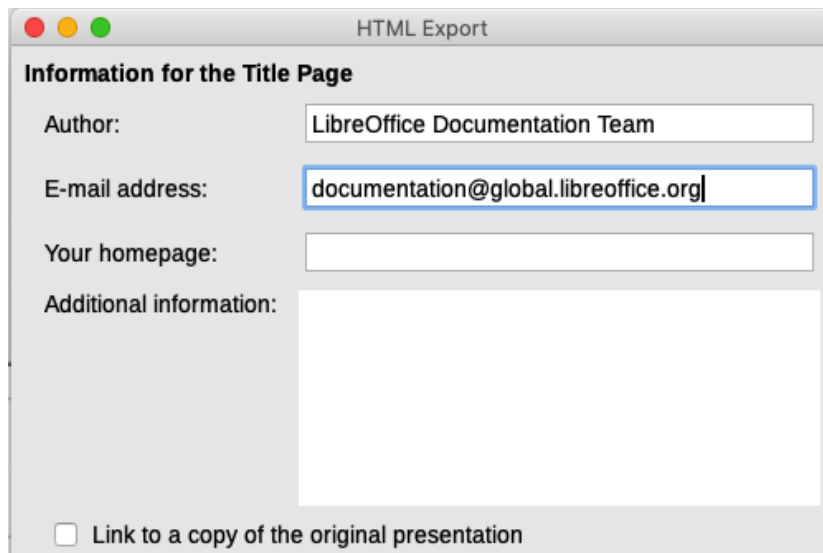 HTML Export
Information for the Title Page
Author: LibreOffice Documentation Team
E-mail address: documentation@global.libreoffice.org
Your homepage:
Additional information:
Link to a copy of the original presentation